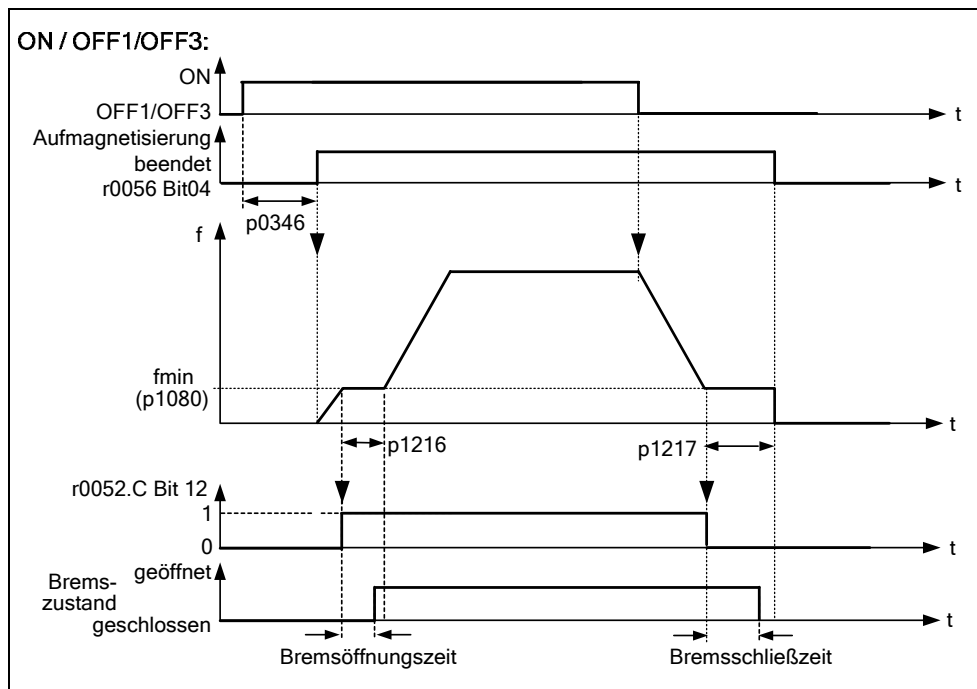 ON / OFF1/OFF3:
ON
OFF1/OFF3
t
Aufmagnetisierung
beendet
r0056 Bit04
t
p0346
f
fmin
(p1080)
t
p1216
p1217
r0052.C Bit 12
1
0
t
Brems-
zustand
geöffnet
geschlossen
t
Bremsöffnungszeit
Bremsschließzeit